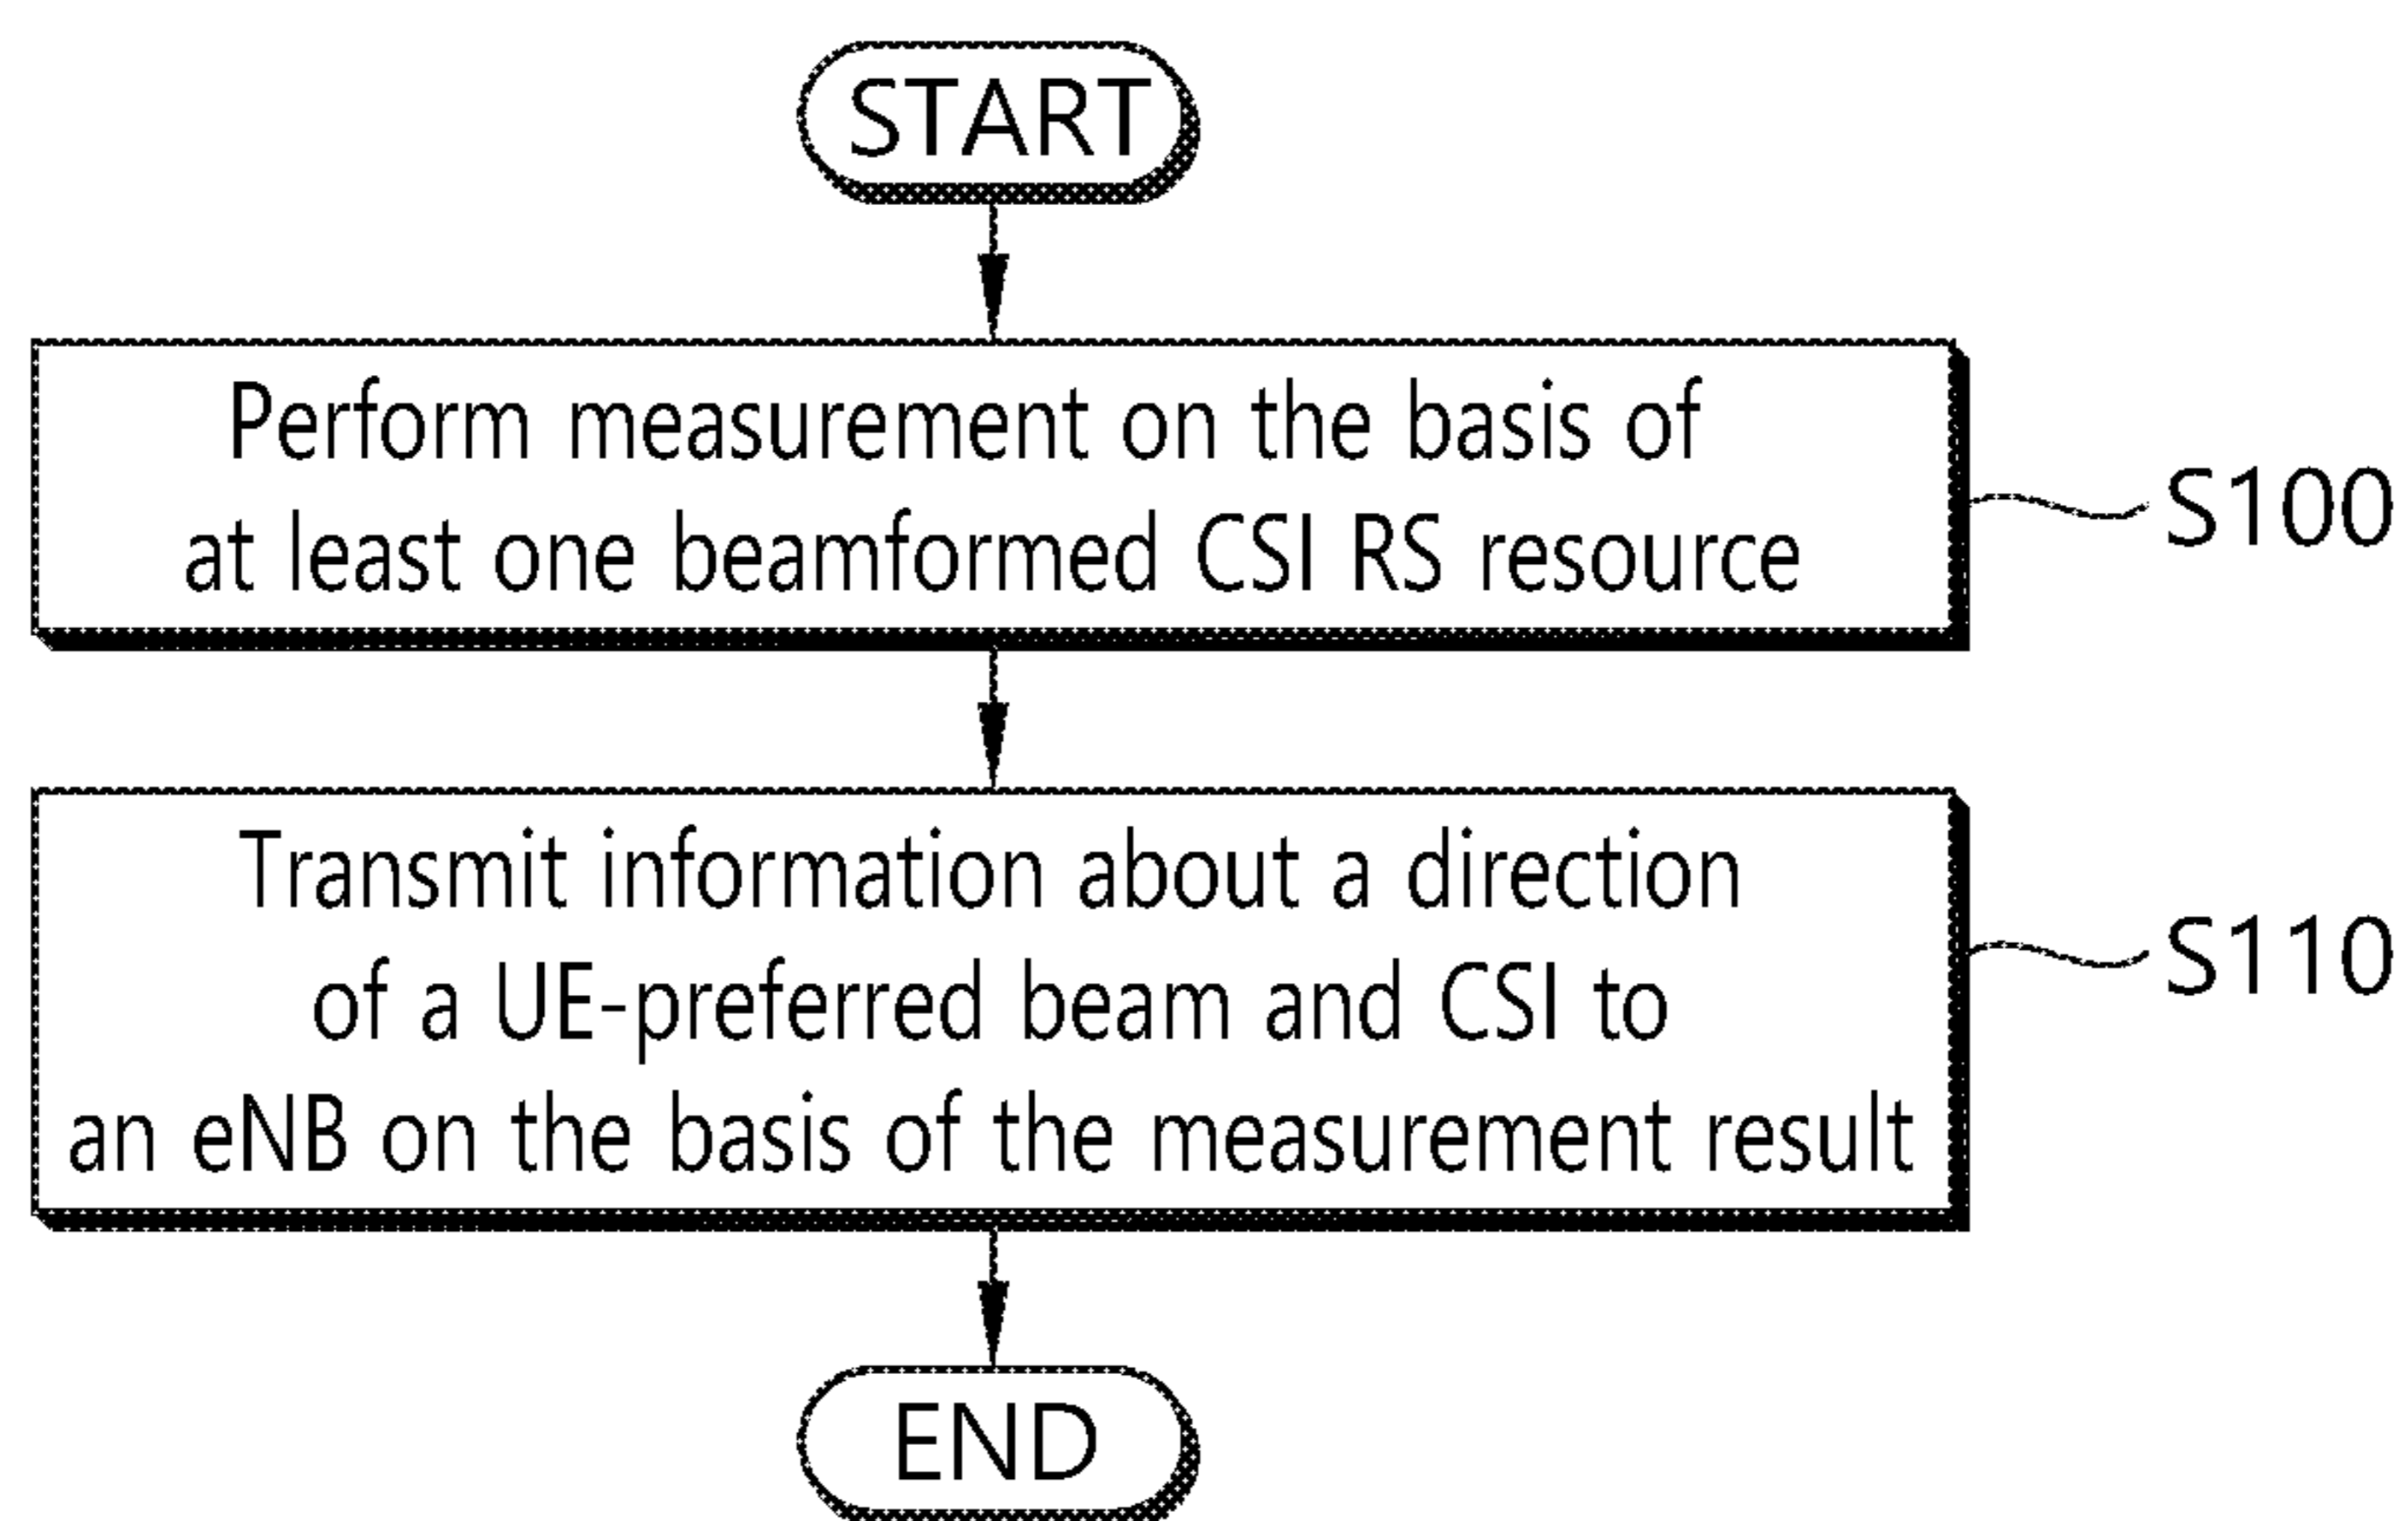 START
Perform measurement on the basis of
at least one beamformed CSI RS resource
S100
Transmit information about a direction
of a UE-preferred beam and CSI to
an eNB on the basis of the measurement result
S110
END